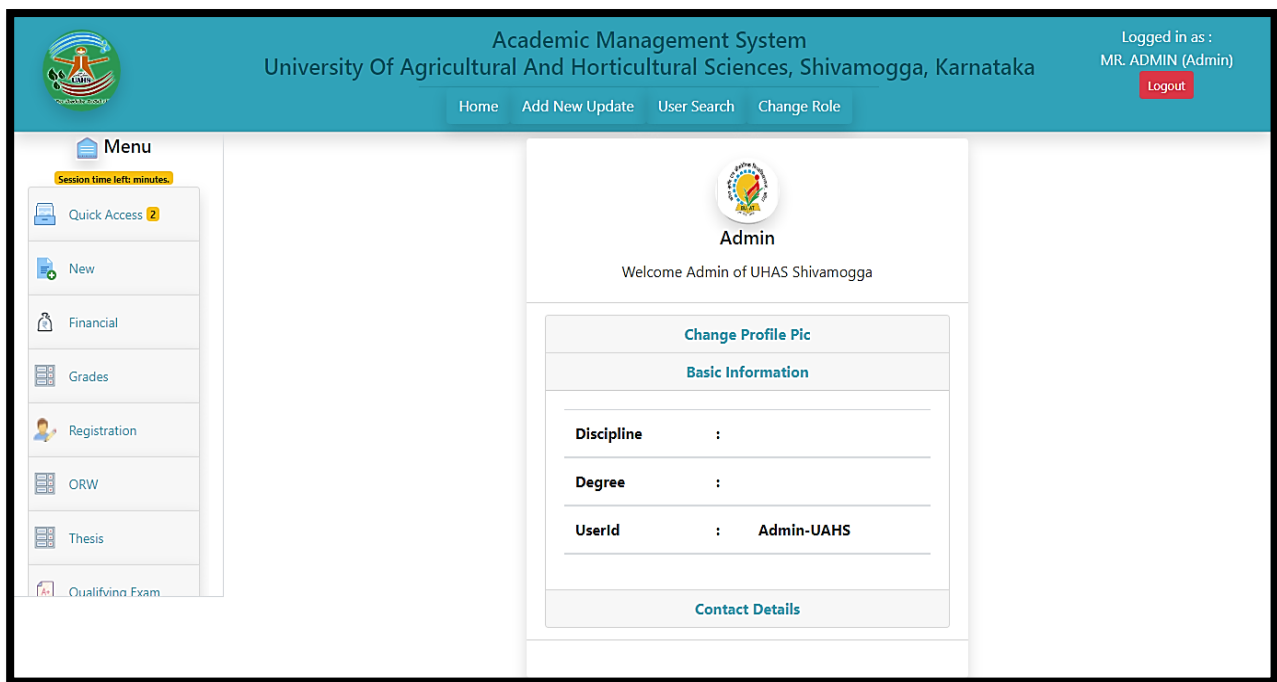 Academic Management System
University Of Agricultural And Horticultural Sciences, Shivamogga, Karnataka
Home Add New Update User Search Change Role
Logged in as :
MR. ADMIN (Admin)
Logout
UAHS
Menu
Session time left: minutes.
Quick Access 2
New
Financial
Grades
Registration
ORW
Thesis
Qualifying Exam
Admin
Welcome Admin of UHAS Shivamogga
Change Profile Pic
Basic Information
Discipline :
Degree :
UserId : Admin-UAHS
Contact Details